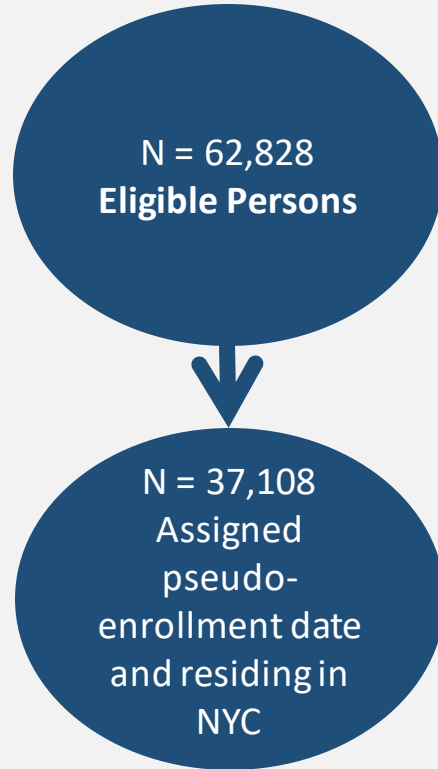 N = 62,828
Eligible Persons
N = 37,108
Assigned
pseudo-
enrollment date
and residing in
NYC